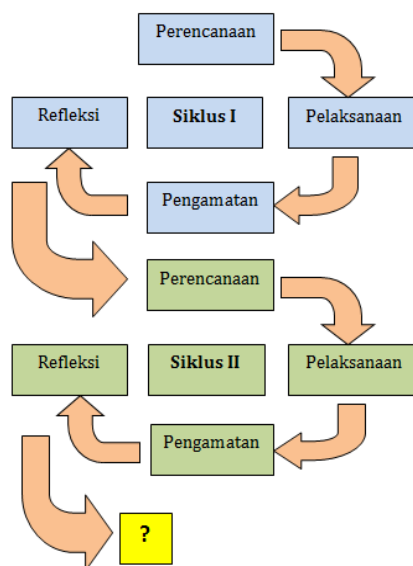 Perencanaan
Refleksi
Siklus I
Pelaksanaan
Pengamatan
Perencanaan
Refleksi
Siklus II
Pelaksanaan
Pengamatan
?